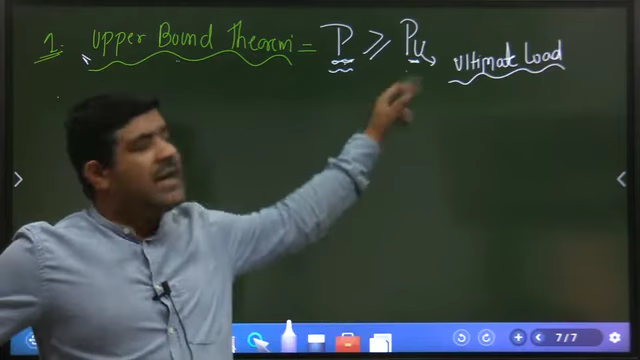 1. Upper Bound Theorem = P ≥ Pu, Ultimate Load
7/7